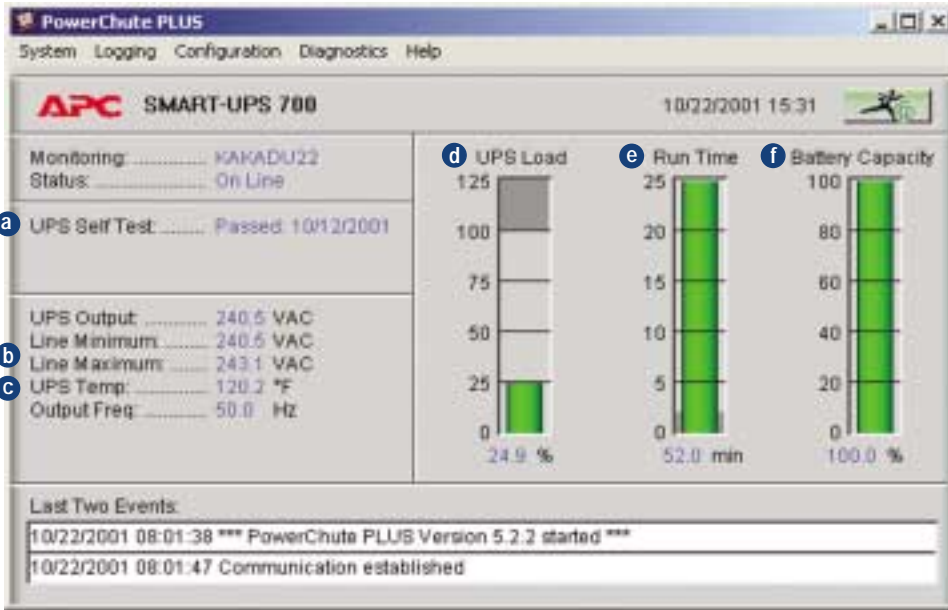 PowerChute PLUS
System Logging Configuration Diagnostics Help
APC SMART-UPS 700 10/22/2001 15:31
Monitoring: KAKADU22
Status: On Line
a UPS Self Test: Passed: 10/12/2001
UPS Output: 240.5 VAC
Line Minimum: 240.5 VAC
b Line Maximum: 243.1 VAC
c UPS Temp: 120.2 °F
Output Freq: 50.0 Hz
d UPS Load
125
100
75
50
25
0
24.9 %
e Run Time
25
20
15
10
5
0
52.0 min
f Battery Capacity
100
80
60
40
20
0
100.0 %
Last Two Events:
10/22/2001 08:01:38 *** PowerChute PLUS Version 5.2.2 started ***
10/22/2001 08:01:47 Communication established